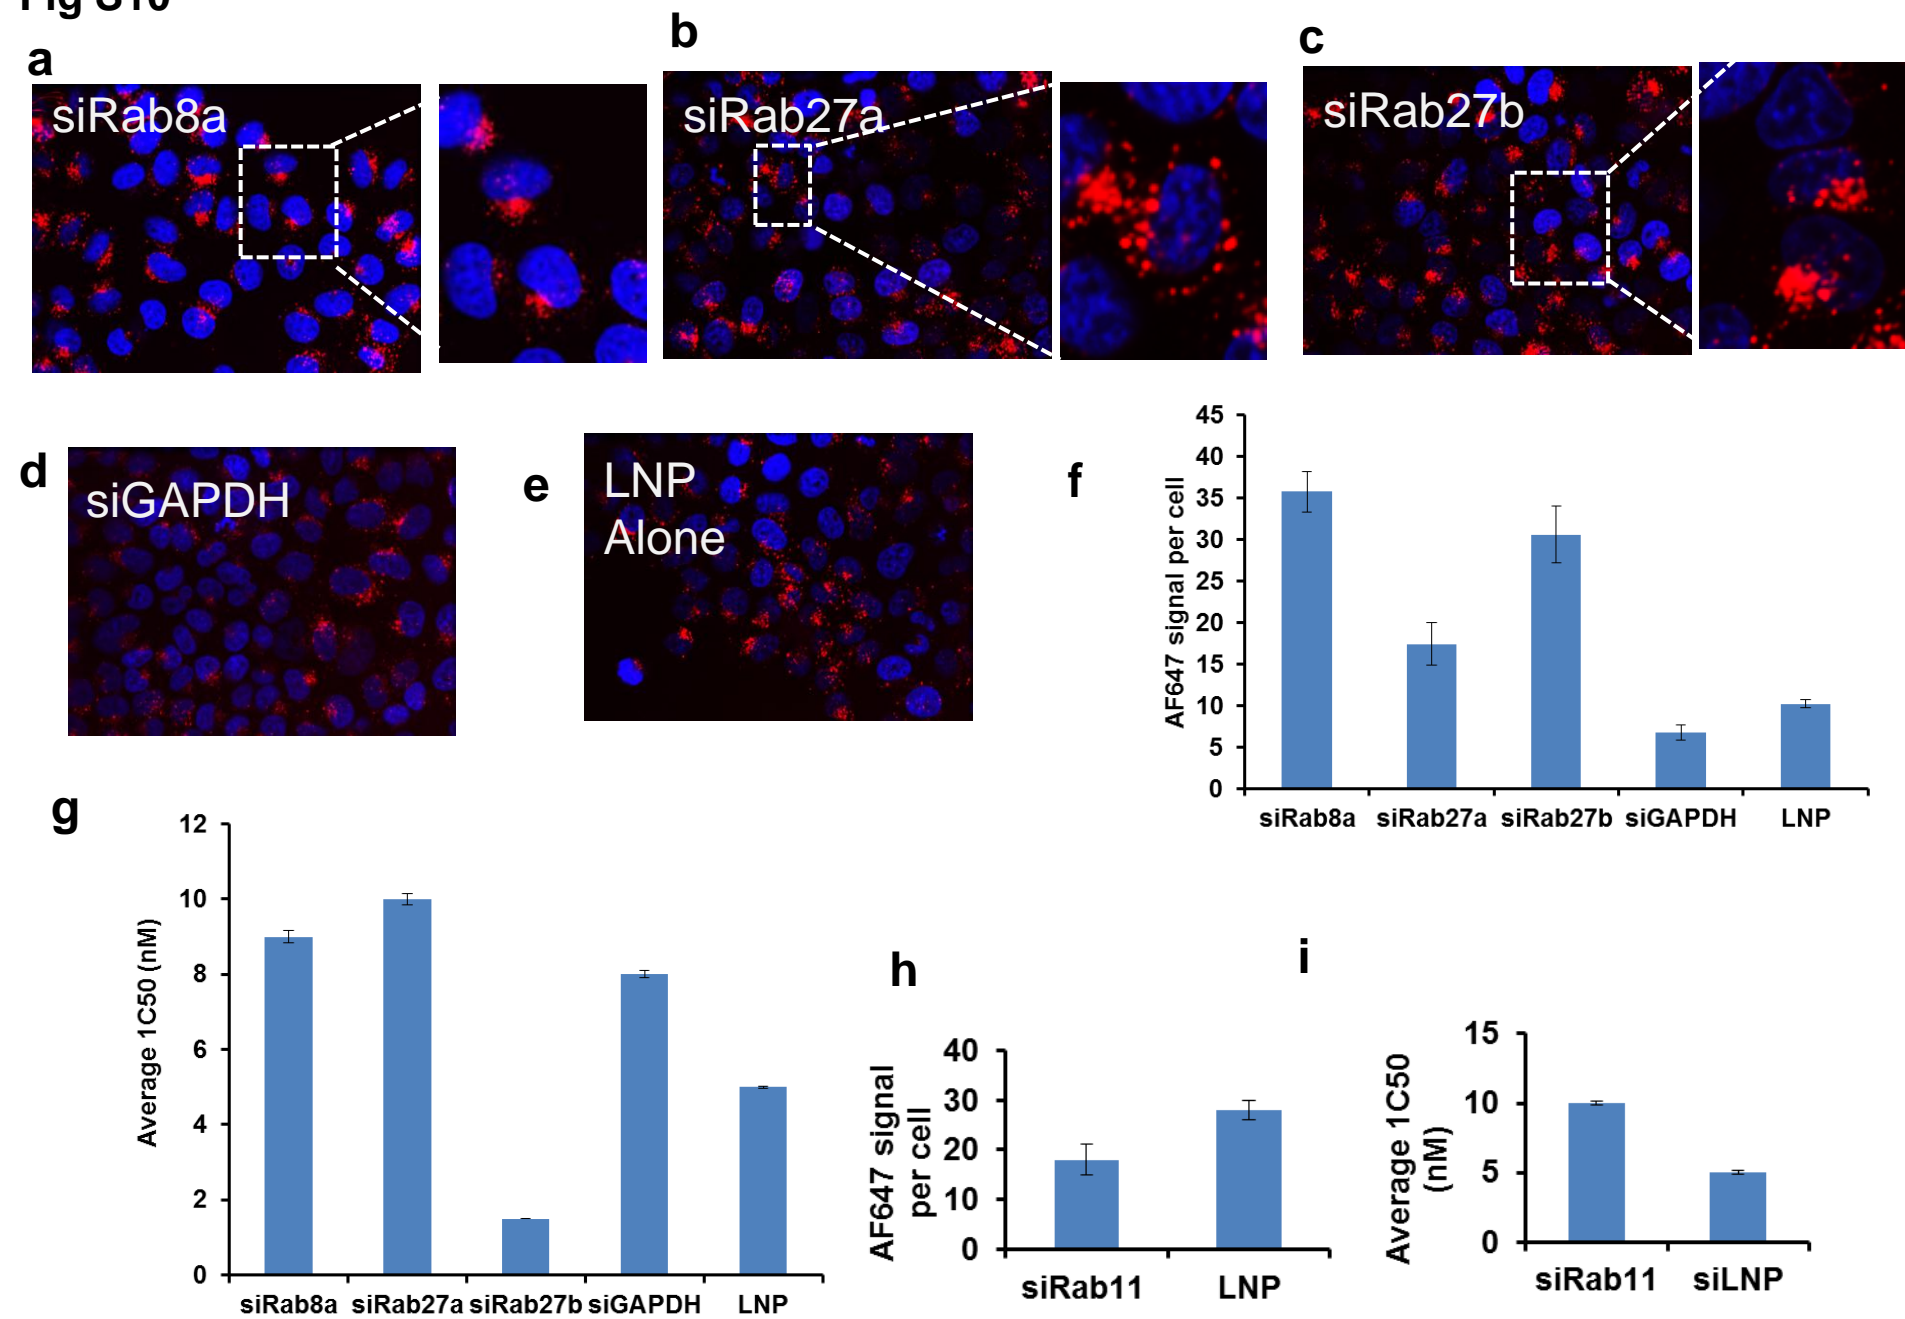 Fig S10
a
b
c
siRab8a
siRab27a
siRab27b
d
siGAPDH
e
LNP
Alone
f
AF647 signal per cell
45
40
35
30
25
20
15
10
5
0
siRab8a siRab27a siRab27b siGAPDH LNP
g
Average 1C50 (nM)
12
10
8
6
4
2
0
siRab8a siRab27a siRab27b siGAPDH LNP
h
AF647 signal
per cell
40
30
20
10
0
siRab11 LNP
i
Average 1C50
(nM)
15
10
5
0
siRab11 siLNP